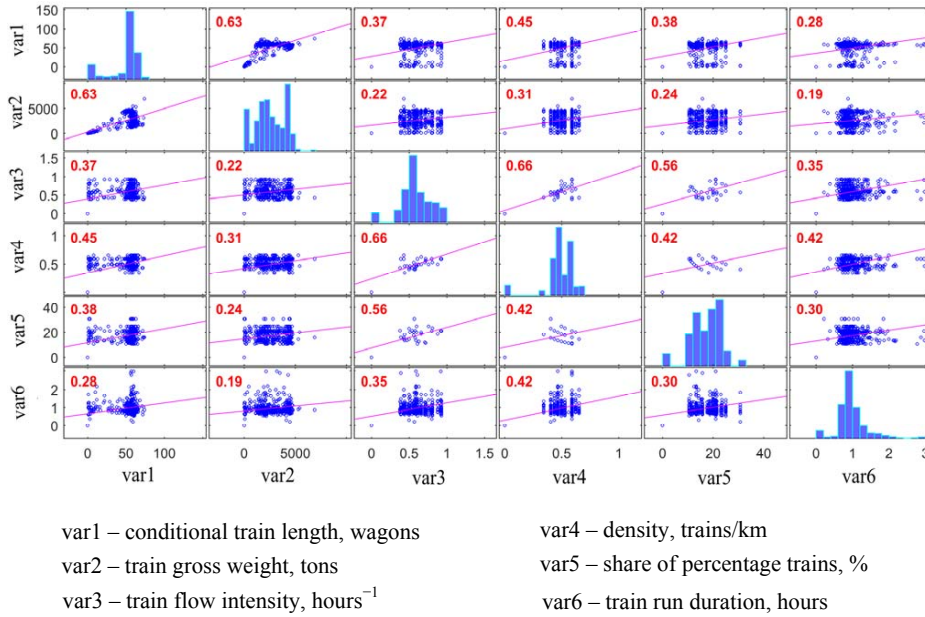 150
0.63 0.37 0.45 0.38 0.28
100
var1
50
0
0.63 0.22 0.31 0.24 0.19
var2
5000
0
1.5
0.37 0.22 0.66 0.56 0.35
var3
1
0.5
0
1
0.45 0.31 0.66 0.42 0.42
var4
0.5
0
40
0.38 0.24 0.56 0.42 0.30
var5
20
0
0.28 0.19 0.35 0.42 0.30
var6
2
1
0
0 50 100 150 0 5000 0 0.5 1 1.5 0 0.5 1 0 20 40 0 1 2 3
var1 var2 var3 var4 var5 var6
var1 – conditional train length, wagons
var2 – train gross weight, tons
var3 – train flow intensity, hours⁻¹
var4 – density, trains/km
var5 – share of percentage trains, %
var6 – train run duration, hours